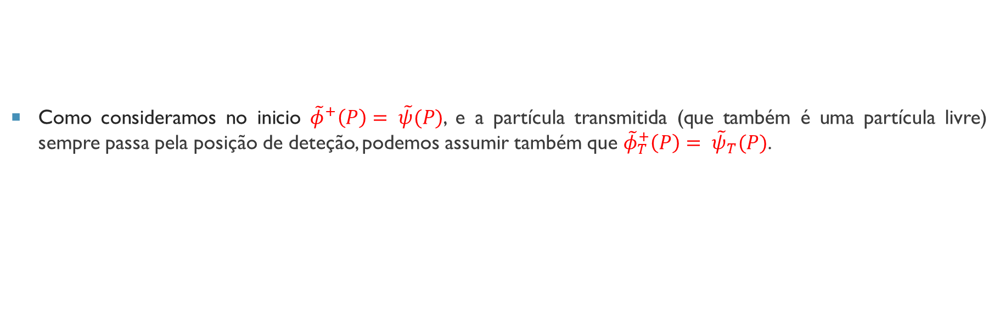 ▪ Como consideramos no inicio $\tilde{\phi}^{+}(P) = \tilde{\psi}(P)$, e a partícula transmitida (que também é uma partícula livre)
sempre passa pela posição de deteção, podemos assumir também que $\tilde{\phi}_{T}^{+}(P) = \tilde{\psi}_{T}(P)$.